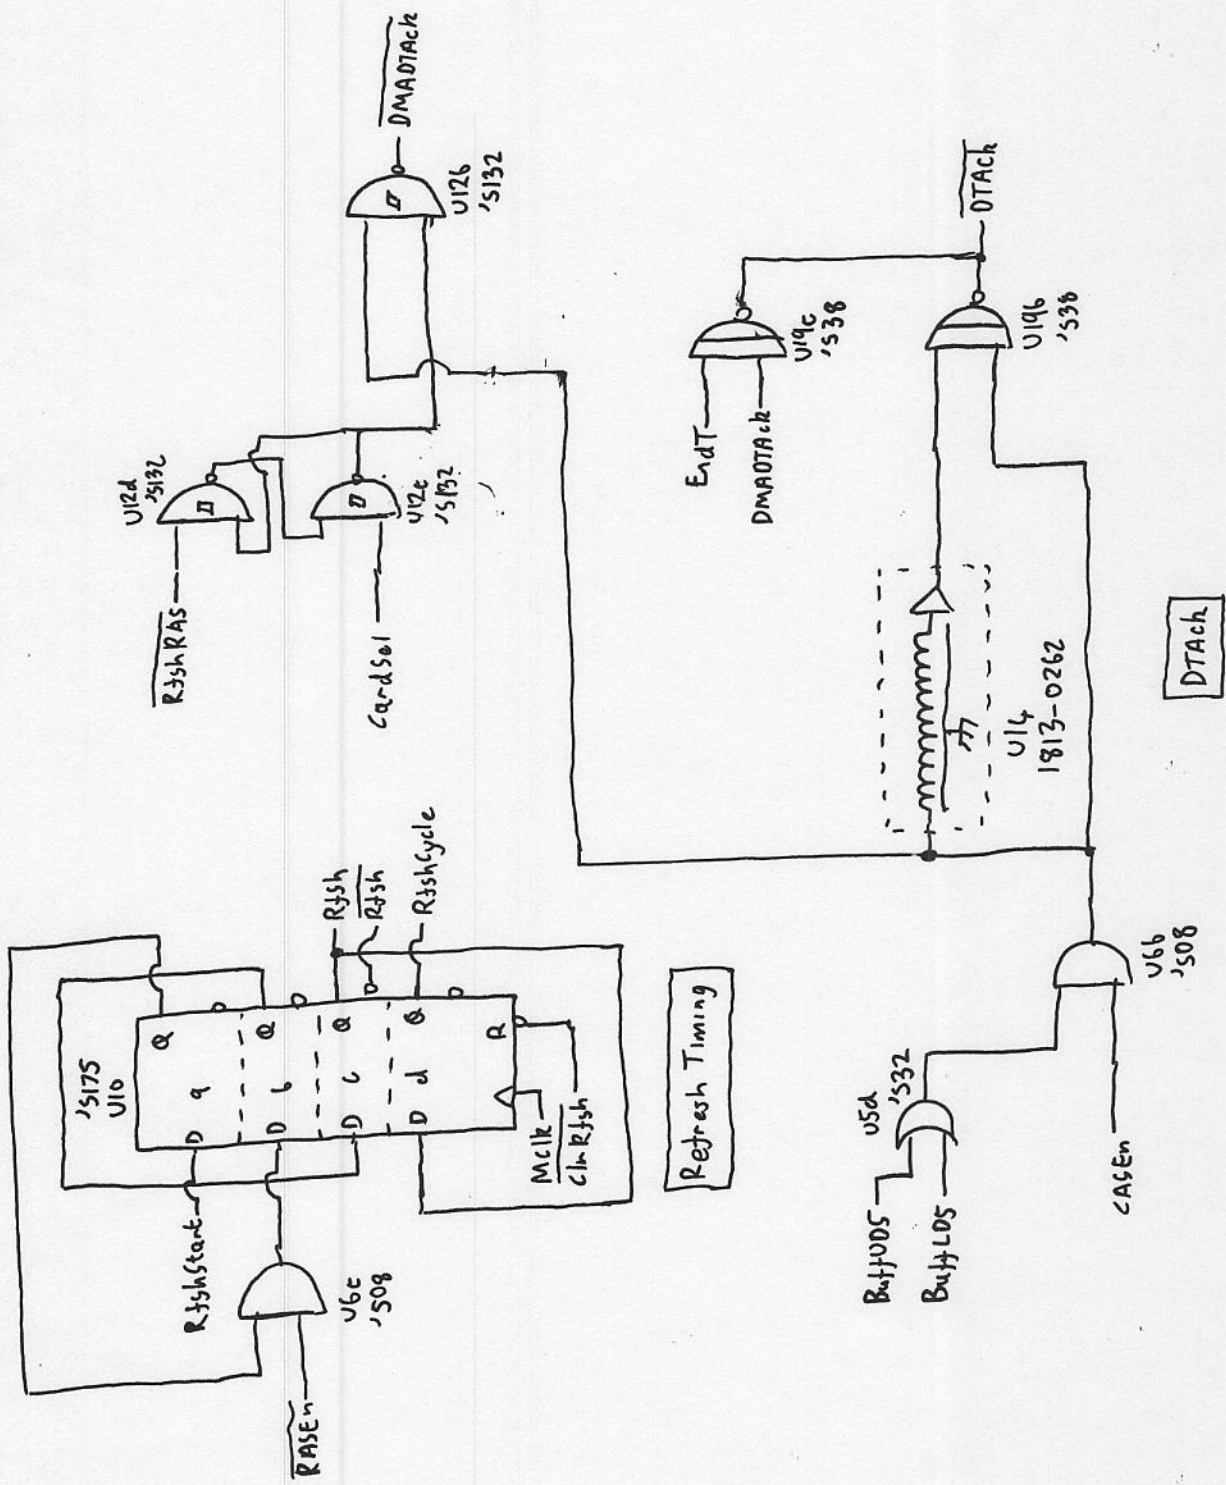 'S175
U10
RfshStart
D a Q
D b Q
D c Q
D d Q
R
RASEn
U6c
'S08
Mclk
ClrRfsh
Rfsh
Rfsh
RfshCycle
Refresh Timing
RfshRAS
U12d
'S132
CardSel
U12c
'S132
U12b
'S132
DMADTAck
BuffUDS
BuffLDS
U5d
'S32
CASEn
U6b
'S08
U14
1813-0262
EndT
DMADTAck
U19c
'S38
U19b
'S38
DTAck
DTAck